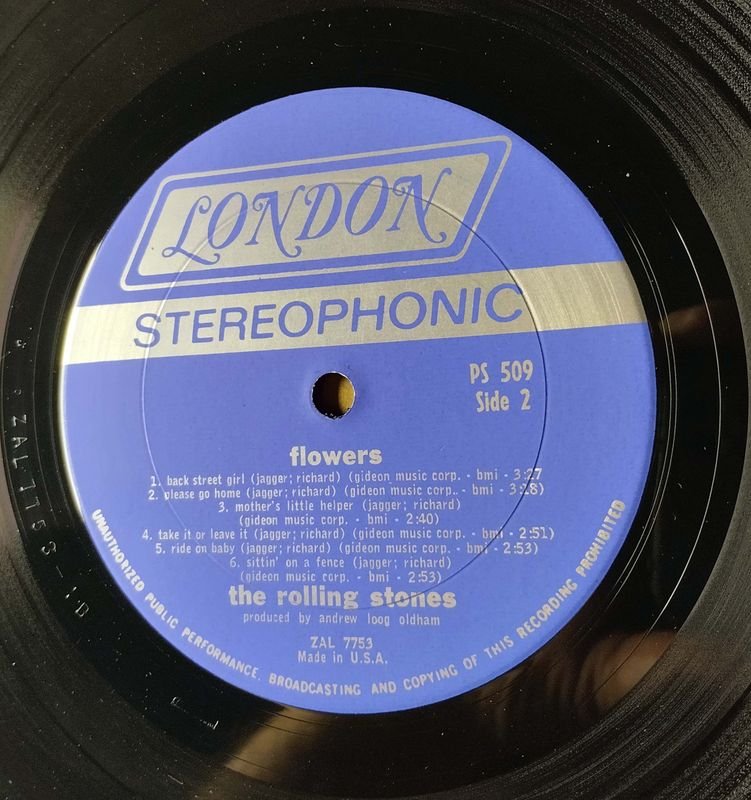 LONDON
STEREOPHONIC
PS 509
Side 2
flowers
1. back street girl (jagger; richard) (gideon music corp. - bmi - 3:27
2. please go home (jagger; richard) (gideon music corp.. - bmi - 3:28)
3. mother's little helper (jagger; richard)
(gideon music corp. - bmi - 2:40)
4. take it or leave it (jagger; richard) (gideon music corp. - bmi - 2:51)
5. ride on baby (jagger; richard) (gideon music corp. - bmi - 2:53)
6. sittin' on a fence (jagger; richard)
(gideon music corp. - bmi - 2:53)
the rolling stones
produced by andrew loog oldham
ZAL 7753
Made in U.S.A.
UNAUTHORIZED PUBLIC PERFORMANCE, BROADCASTING AND COPYING OF THIS RECORDING PROHIBITED
ZAL 7753-1B